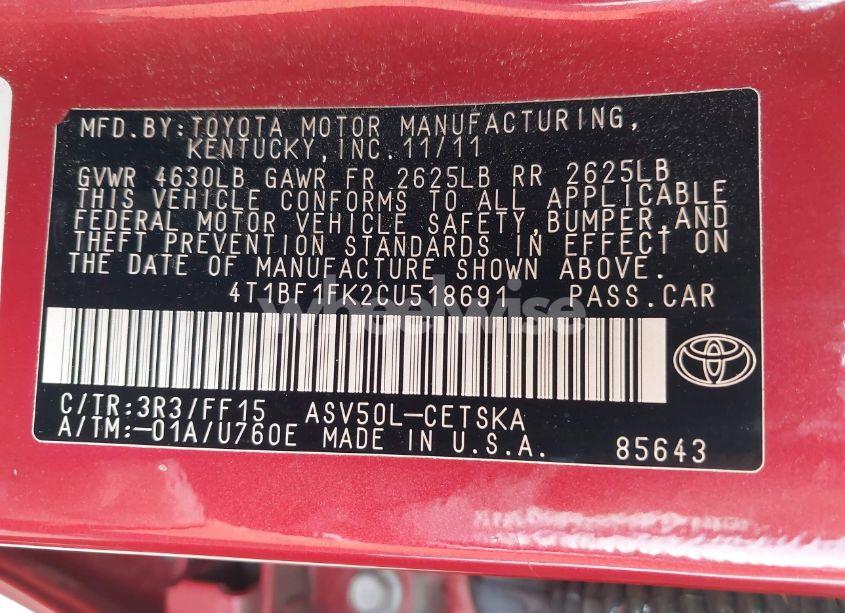 MFD.BY:TOYOTA MOTOR MANUFACTURING,
KENTUCKY,INC.11/11
GVWR 4630LB GAWR FR 2625LB RR 2625LB
THIS VEHICLE CONFORMS TO ALL APPLICABLE
FEDERAL MOTOR VEHICLE SAFETY,BUMPER,AND
THEFT PREVENTION STANDARDS IN EFFECT ON
THE DATE OF MANUFACTURE SHOWN ABOVE.
4T1BF1FK2CU518691 PASS.CAR
wheelwise
C/TR:3R3/FF15 ASV50L-CETSKA
A/TM:-01A/U760E MADE IN U.S.A. 85643